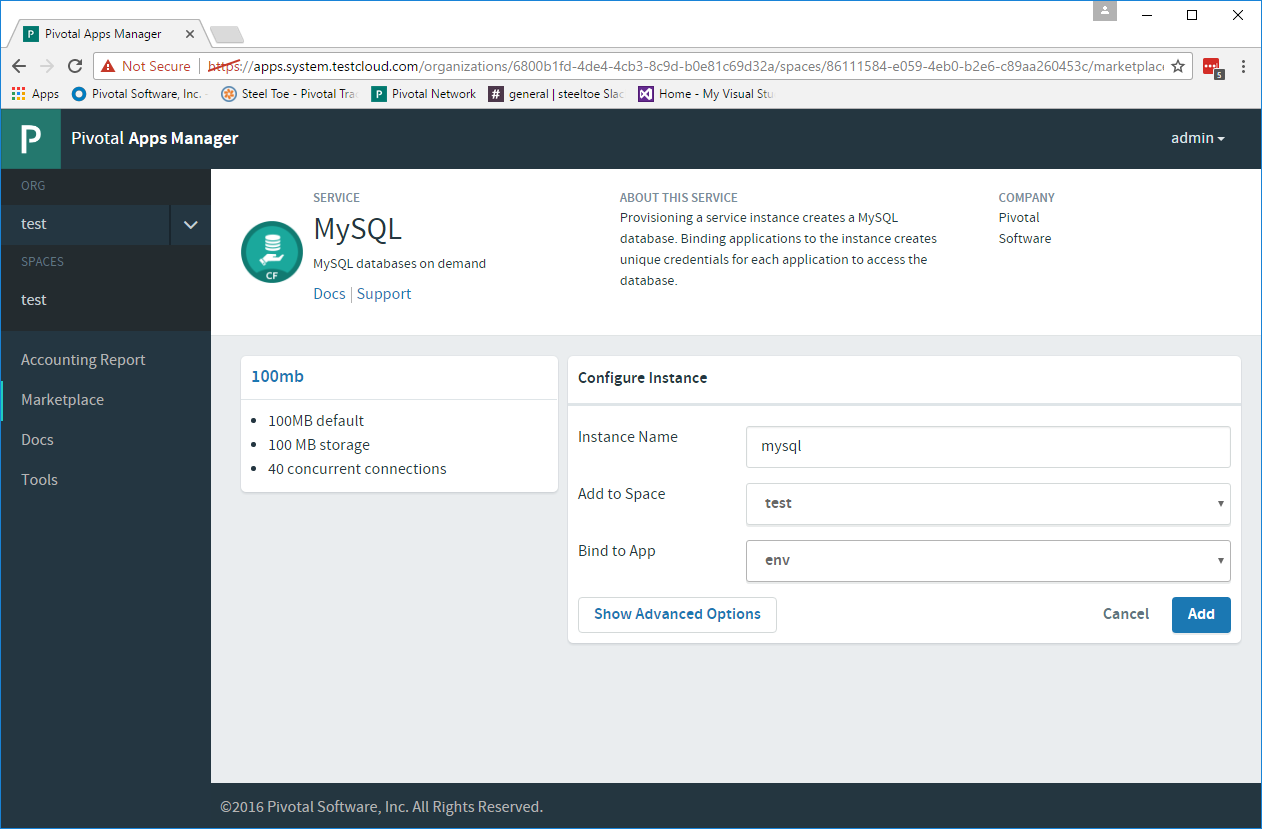 P Pivotal Apps Manager
Not Secure | https://apps.system.testcloud.com/organizations/6800b1fd-4de4-4cb3-8c9d-b0e81c69d32a/spaces/86111584-e059-4eb0-b2e6-c89aa260453c/marketplace
5
Apps Pivotal Software, Inc. - Steel Toe - Pivotal Tra P Pivotal Network # general | steeltoe Slac Home - My Visual Stu
P Pivotal Apps Manager admin
ORG
test
SPACES
test
Accounting Report
Marketplace
Docs
Tools
CF
SERVICE
MySQL
MySQL databases on demand
Docs | Support
ABOUT THIS SERVICE
Provisioning a service instance creates a MySQL
database. Binding applications to the instance creates
unique credentials for each application to access the
database.
COMPANY
Pivotal
Software
100mb
• 100MB default
• 100 MB storage
• 40 concurrent connections
Configure Instance
Instance Name mysql
Add to Space test
Bind to App env
Show Advanced Options Cancel Add
©2016 Pivotal Software, Inc. All Rights Reserved.